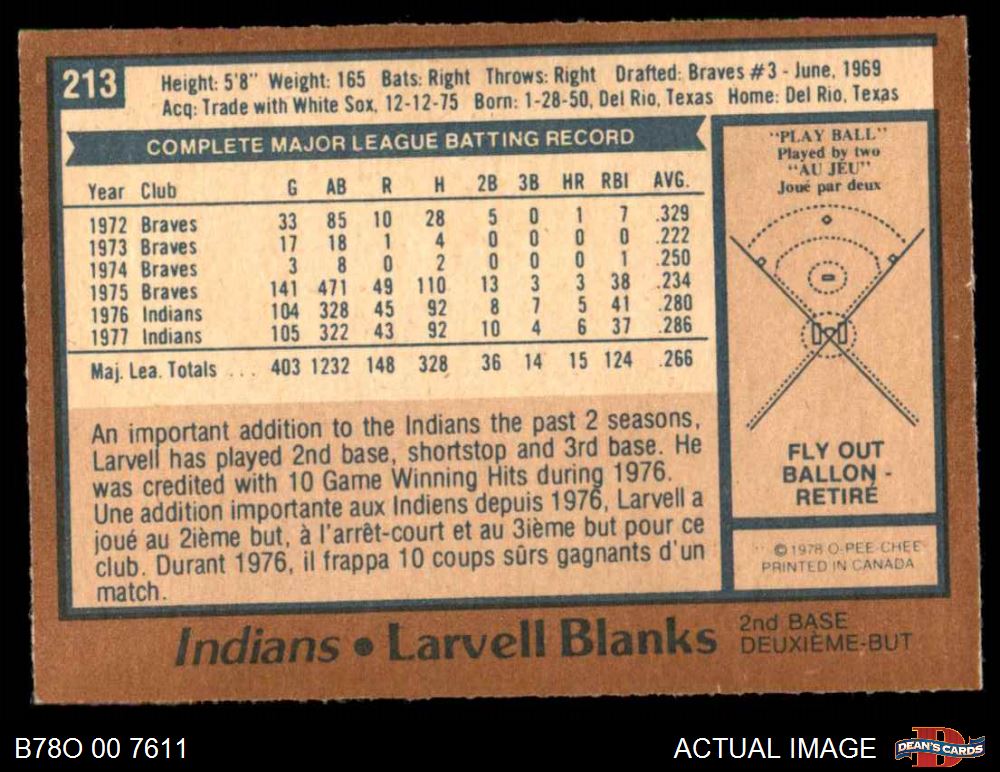 213
Height: 5'8" Weight: 165 Bats: Right Throws: Right Drafted: Braves #3 - June, 1969
Acq: Trade with White Sox, 12-12-75 Born: 1-28-50, Del Rio, Texas Home: Del Rio, Texas
COMPLETE MAJOR LEAGUE BATTING RECORD
Year Club G AB R H 2B 3B HR RBI AVG.
1972 Braves 33 85 10 28 5 0 1 7 .329
1973 Braves 17 18 1 4 0 0 0 0 .222
1974 Braves 3 8 0 2 0 0 0 1 .250
1975 Braves 141 471 49 110 13 3 3 38 .234
1976 Indians 104 328 45 92 8 7 5 41 .280
1977 Indians 105 322 43 92 10 4 6 37 .286
Maj. Lea. Totals ... 403 1232 148 328 36 14 15 124 .266
An important addition to the Indians the past 2 seasons,
Larvell has played 2nd base, shortstop and 3rd base. He
was credited with 10 Game Winning Hits during 1976.
Une addition importante aux Indiens depuis 1976, Larvell a
joué au 2ième but, à l'arrêt-court et au 3ième but pour ce
club. Durant 1976, il frappa 10 coups sûrs gagnants d'un
match.
"PLAY BALL"
Played by two
"AU JEU"
Joué par deux
FLY OUT
BALLON -
RETIRÉ
© 1978 O-PEE-CHEE
PRINTED IN CANADA
Indians • Larvell Blanks
2nd BASE
DEUXIÈME-BUT
B78O 00 7611
ACTUAL IMAGE
D
DEAN'S CARDS